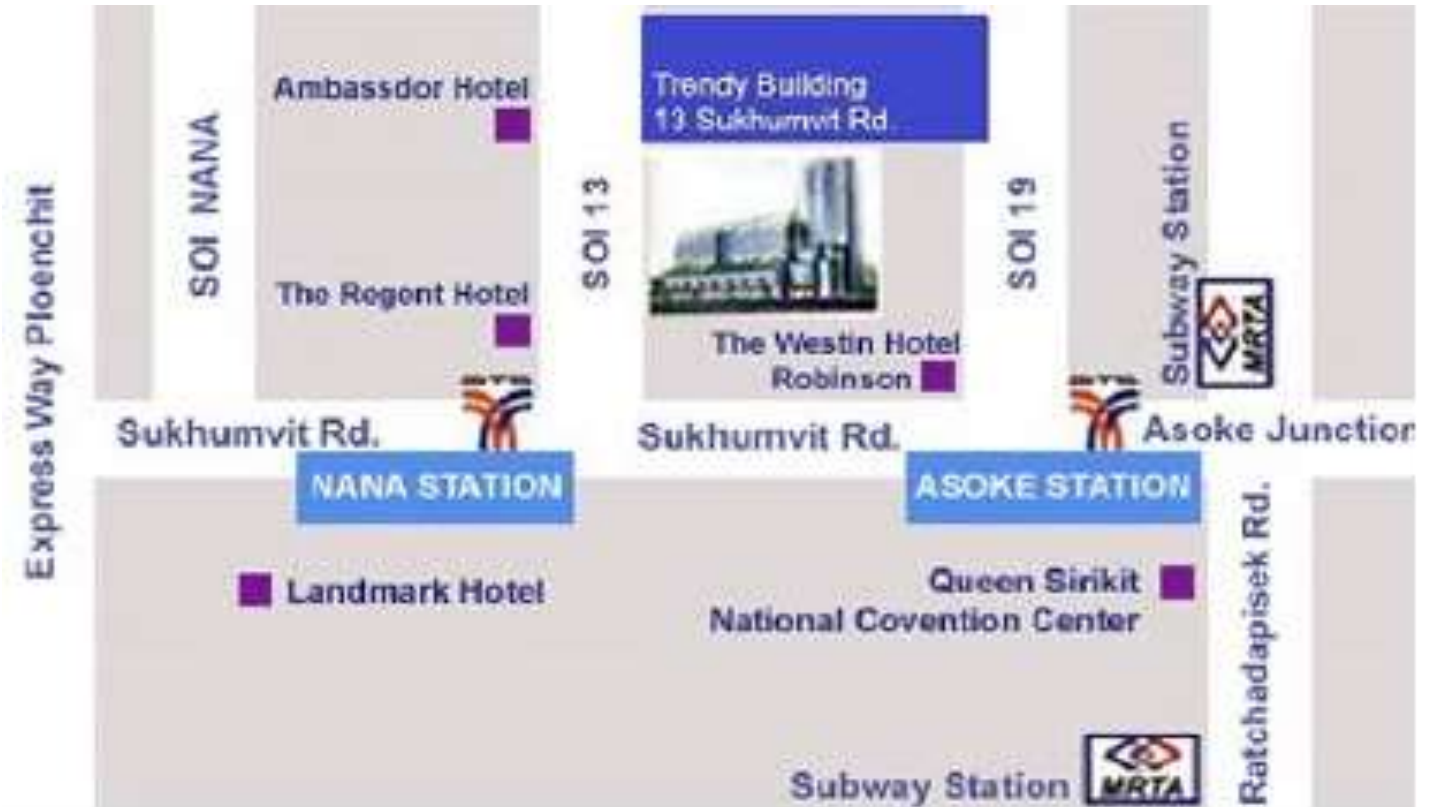 Ambassdor Hotel
Trendy Building
13 Sukhumvit Rd.
SOI NANA
SOI 13
SOI 19
Subway Station
Express Way Ploenchit
The Regent Hotel
MRTA
The Westin Hotel
Robinson
BTS
BTS
Sukhumvit Rd.
Sukhumvit Rd.
Asoke Junction
NANA STATION
ASOKE STATION
Landmark Hotel
Queen Sirikit
National Covention Center
Ratchadapisek Rd.
Subway Station
MRTA